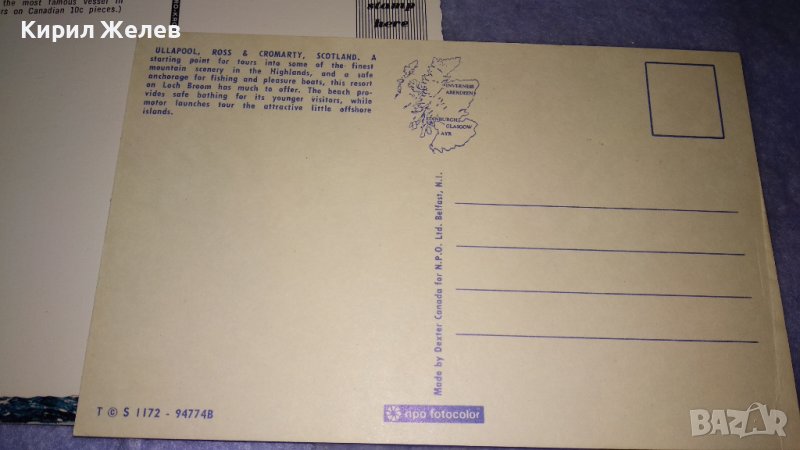 the most famous vessel in
on Canadian 10c pieces.)
Кирил Желев
stamp
here
ULLAPOOL, ROSS & CROMARTY, SCOTLAND. A
starting point for tours into some of the finest
mountain scenery in the Highlands, and a safe
anchorage for fishing and pleasure boats, this resort
on Loch Broom has much to offer. The beach pro-
vides safe bathing for its younger visitors, while
motor launches tour the attractive little offshore
islands.
INVERNESS
ABERDEEN
EDINBURGH
GLASGOW
AYR
Made by Dexter Canada for N.P.O. Ltd. Belfast, N.I.
T © S 1172 - 94774B
npo fotocolor
BAZAR